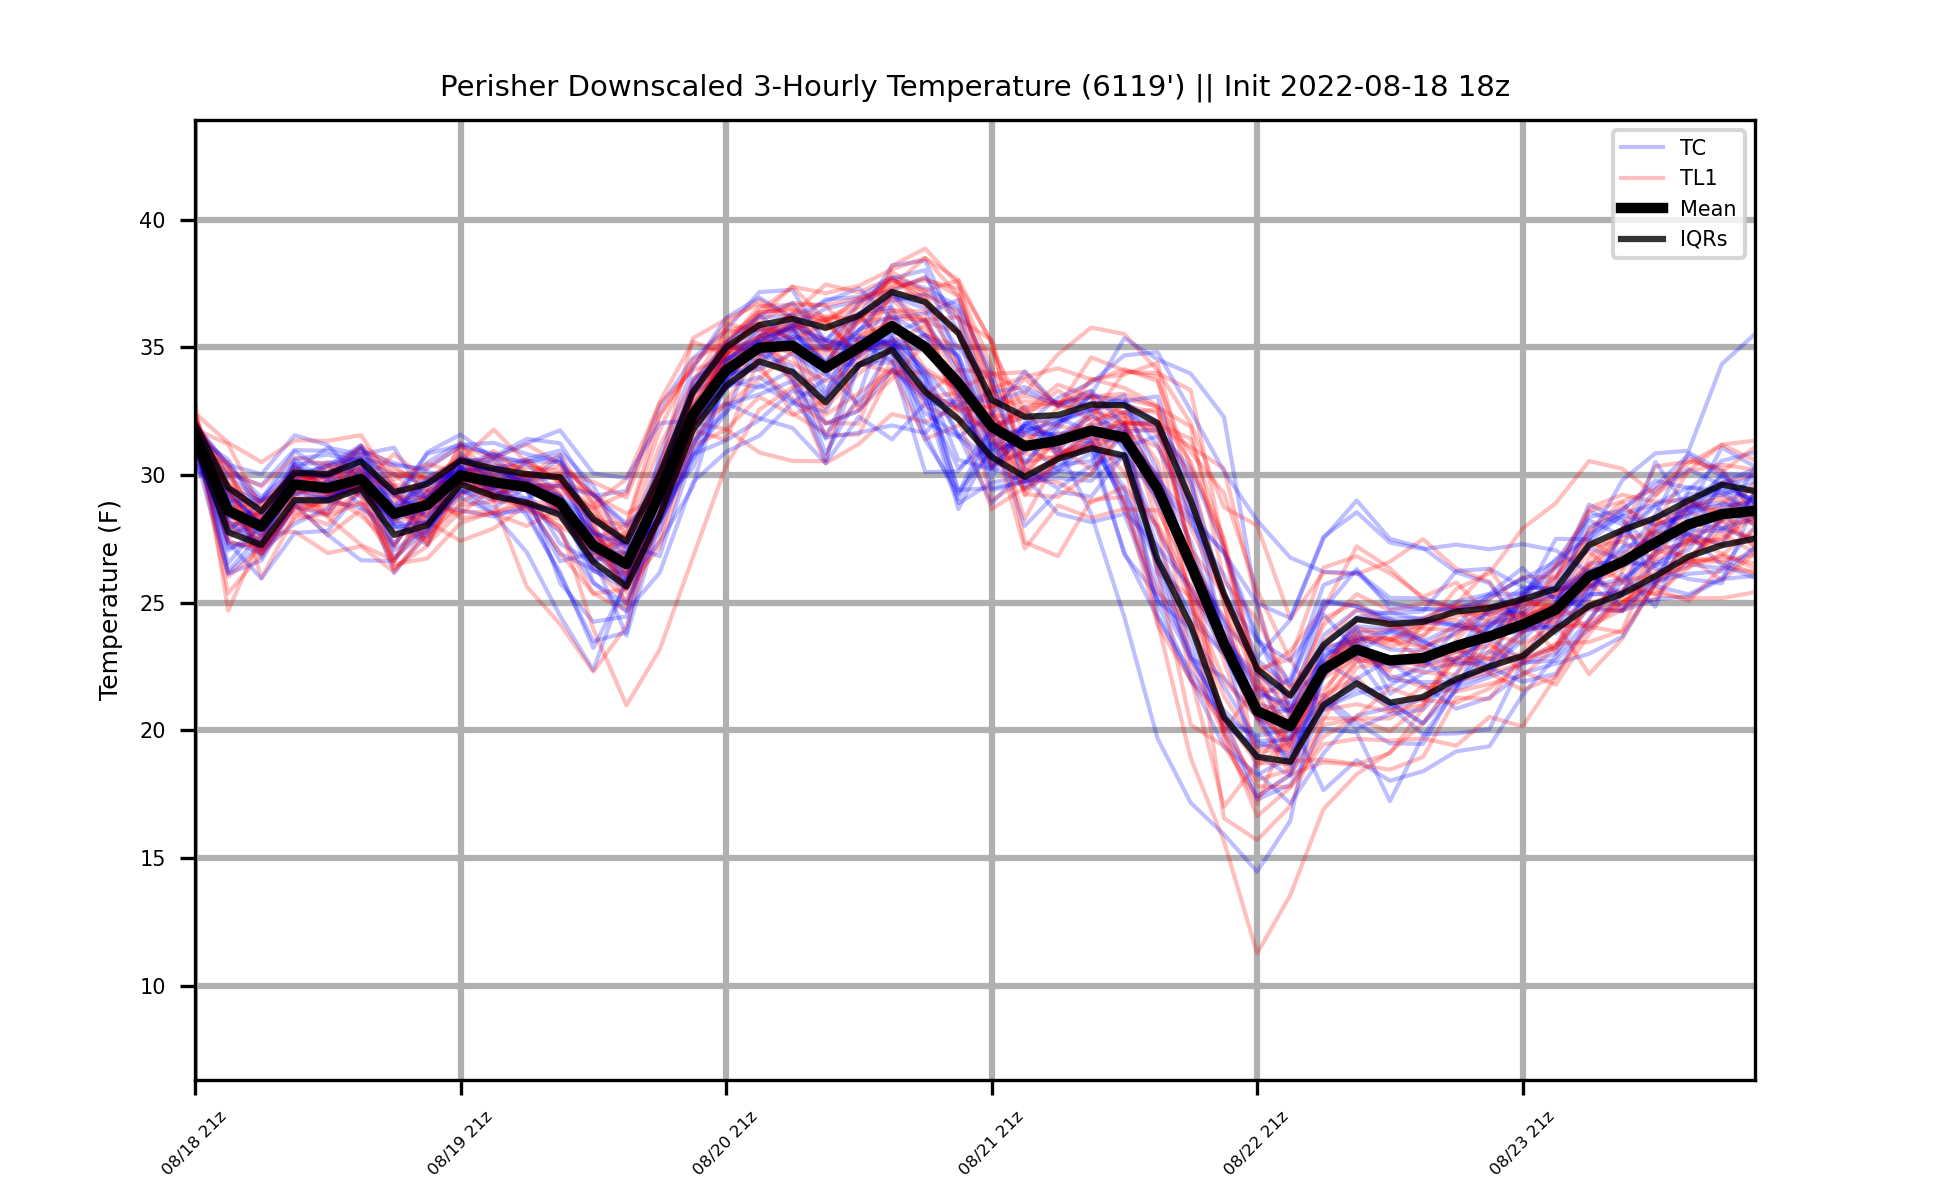 Perisher Downscaled 3-Hourly Temperature (6119') || Init 2022-08-18 18z
TC
TL1
Mean
IQRs
Temperature (F)
40
35
30
25
20
15
10
08/18 21z
08/19 21z
08/20 21z
08/21 21z
08/22 21z
08/23 21z